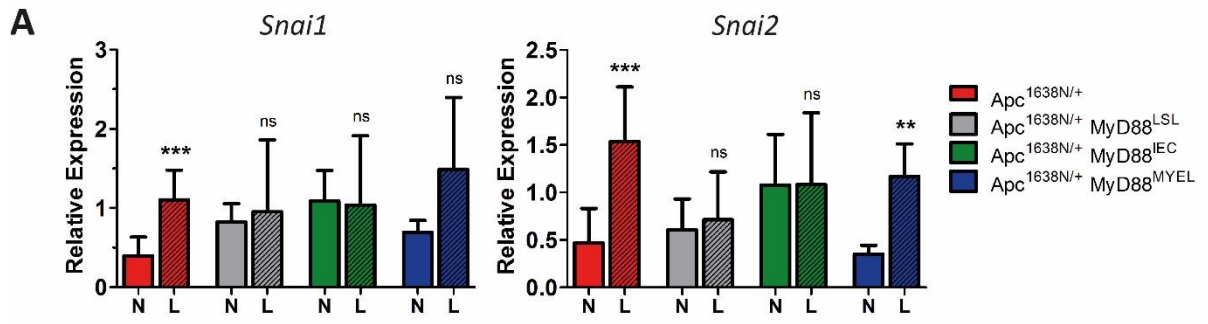 A
Snai1
Relative Expression
3
2
1
0
***
ns
ns
ns
N L N L N L N L
Snai2
Relative Expression
2.5
2.0
1.5
1.0
0.5
0.0
***
ns
ns
**
N L N L N L N L
Apc1638N/+
Apc1638N/+ MyD88LSL
Apc1638N/+ MyD88IEC
Apc1638N/+ MyD88MYEL